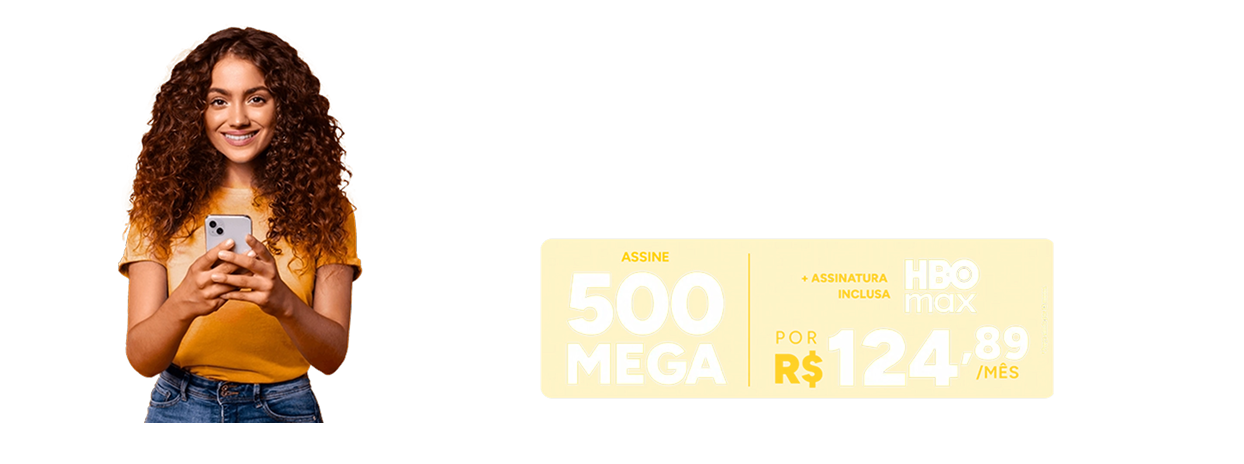 ASSINE
500
MEGA
+ ASSINATURA
INCLUSA
HBO
max
POR
R$ 124,89
/MÊS